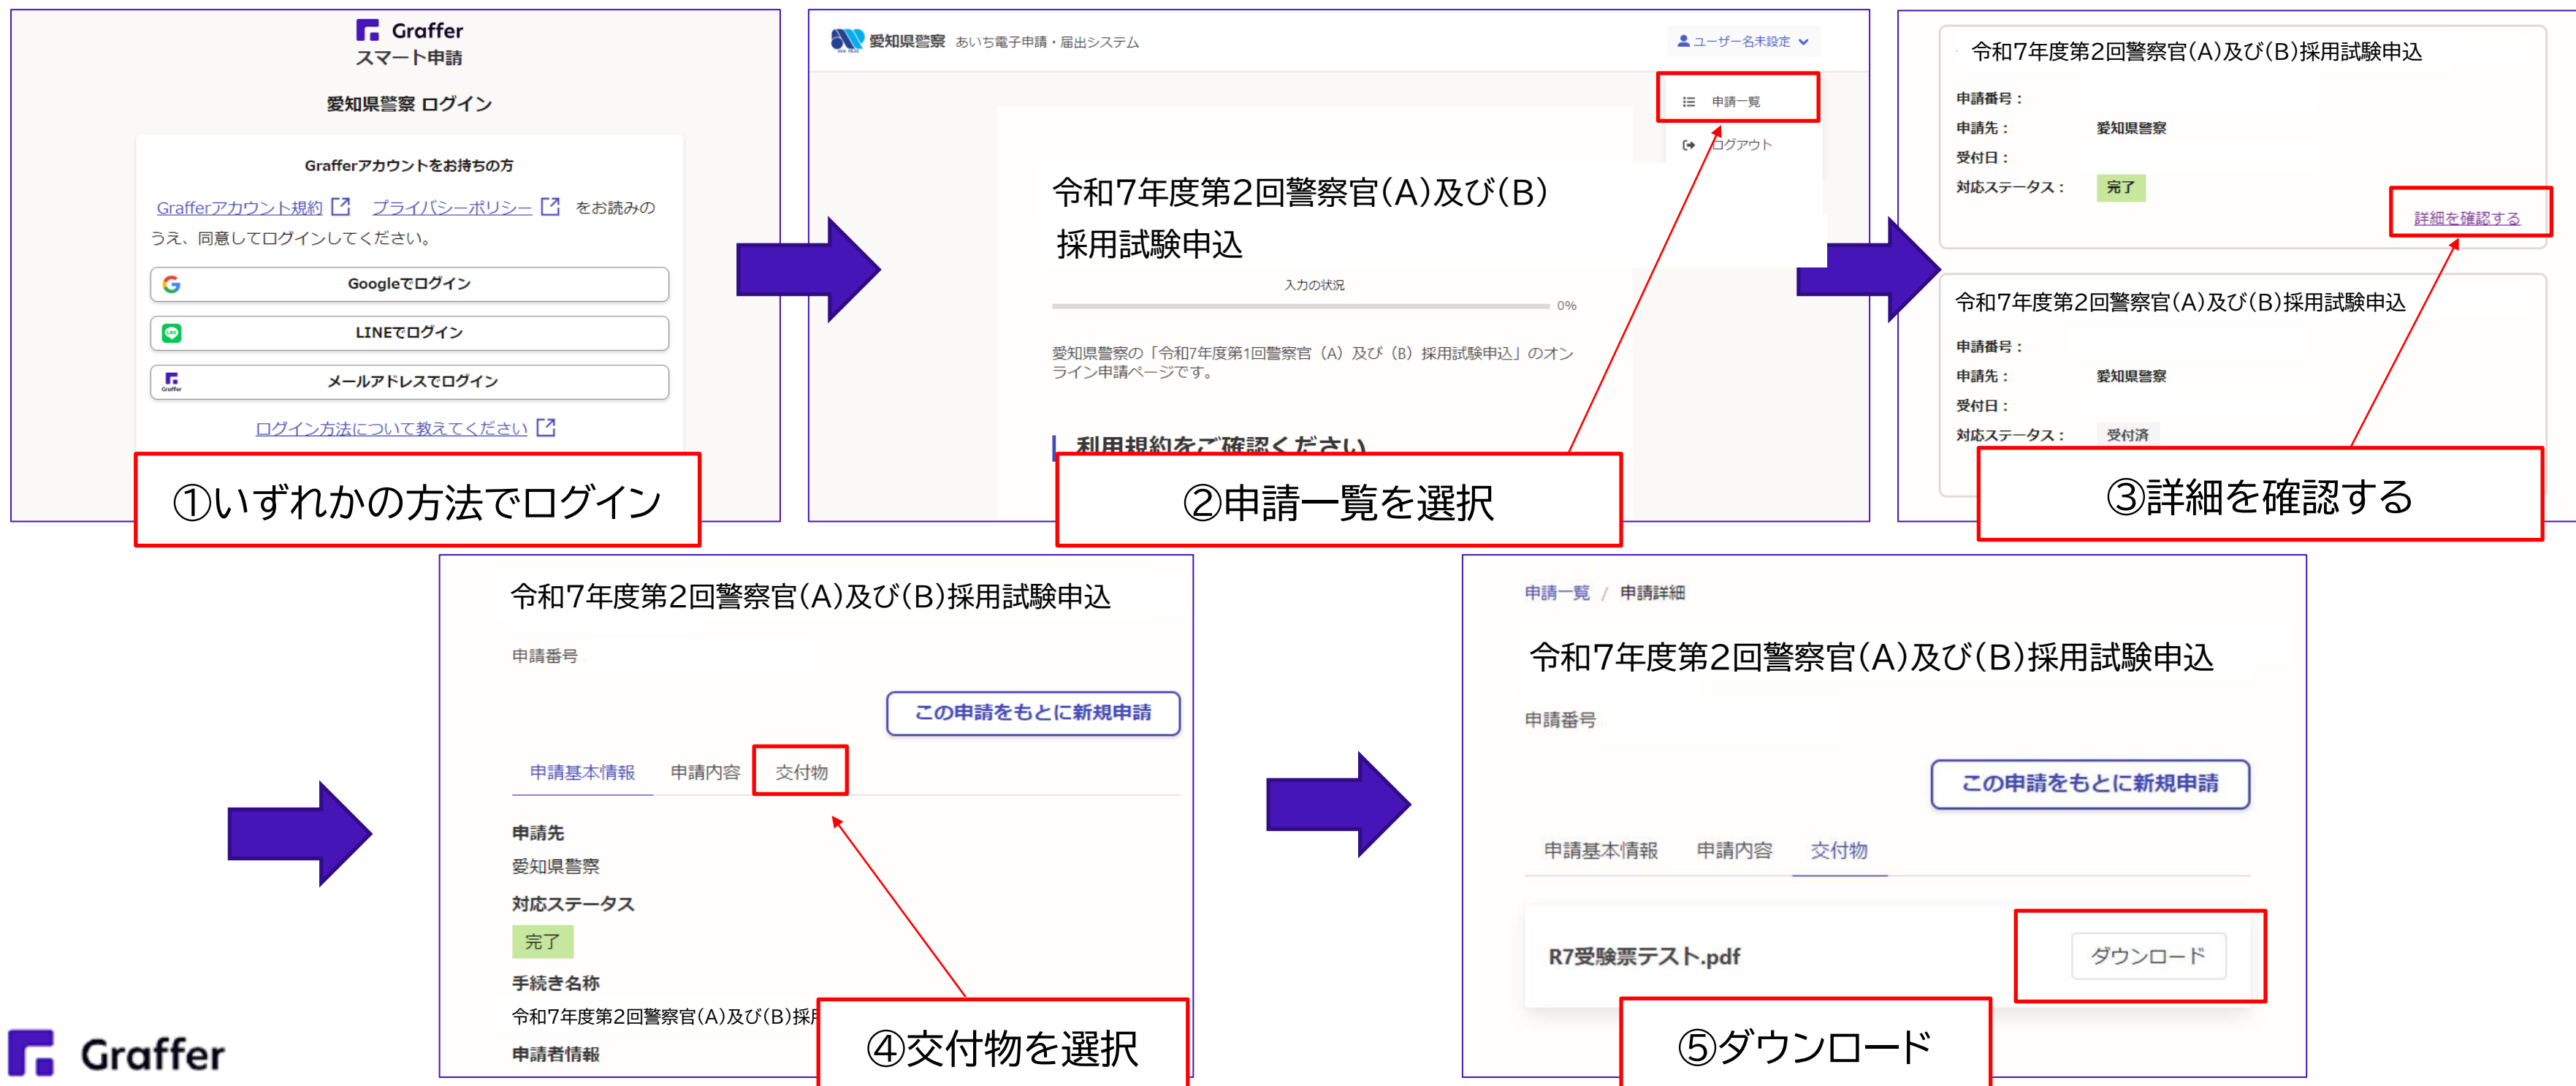 Graffer
スマート申請
愛知県警察 ログイン
Grafferアカウントをお持ちの方
Grafferアカウント規約 プライバシーポリシー をお読みの
うえ、同意してログインしてください。
Googleでログイン
LINEでログイン
Graffer メールアドレスでログイン
ログイン方法について教えてください
①いずれかの方法でログイン
愛知県警察 あいち電子申請・届出システム
ユーザー名未設定
申請一覧
ログアウト
令和7年度第2回警察官(A)及び(B)
採用試験申込
入力の状況
0%
愛知県警察の「令和7年度第1回警察官（A）及び（B）採用試験申込」のオン
ライン申請ページです。
利用規約をご確認ください
②申請一覧を選択
令和7年度第2回警察官(A)及び(B)採用試験申込
申請番号：
申請先： 愛知県警察
受付日：
対応ステータス： 完了
詳細を確認する
令和7年度第2回警察官(A)及び(B)採用試験申込
申請番号：
申請先： 愛知県警察
受付日：
対応ステータス： 受付済
③詳細を確認する
令和7年度第2回警察官(A)及び(B)採用試験申込
申請番号
この申請をもとに新規申請
申請基本情報 申請内容 交付物
申請先
愛知県警察
対応ステータス
完了
手続き名称
令和7年度第2回警察官(A)及び(B)採用
申請者情報
④交付物を選択
申請一覧 / 申請詳細
令和7年度第2回警察官(A)及び(B)採用試験申込
申請番号
この申請をもとに新規申請
申請基本情報 申請内容 交付物
R7受験票テスト.pdf ダウンロード
⑤ダウンロード
Graffer